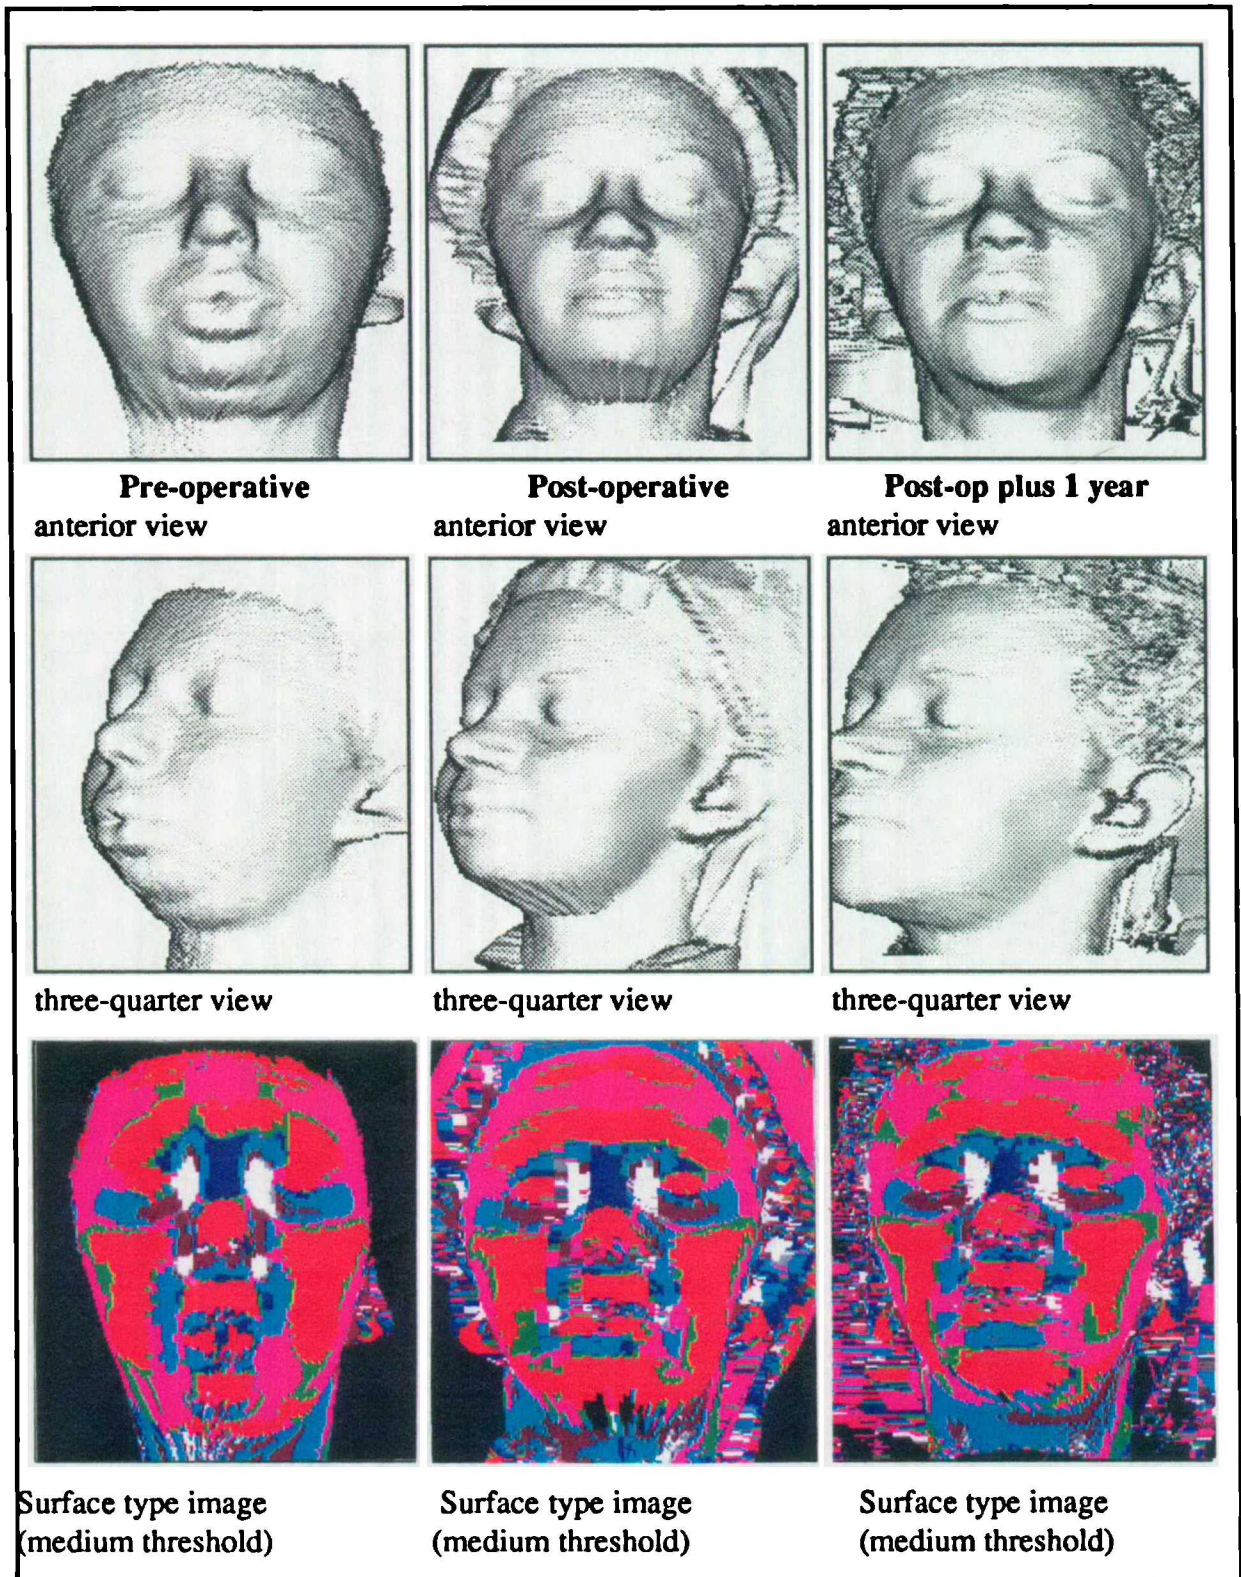 Pre-operative
Post-operative
Post-op plus 1 year
anterior view
anterior view
anterior view
three-quarter view
three-quarter view
three-quarter view
Surface type image
(medium threshold)
Surface type image
(medium threshold)
Surface type image
(medium threshold)